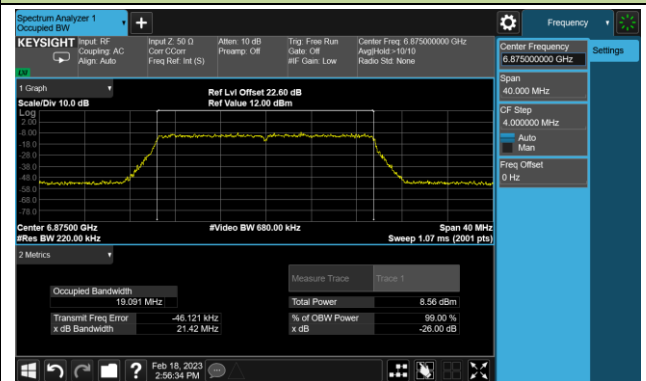 Spectrum Analyzer 1
Occupied BW
Frequency
KEYSIGHT
Input: RF
Coupling: AC
Align: Auto
Input Z: 50 Ω
Corr CCorr
Freq Ref: Int (S)
Atten: 10 dB
Preamp: Off
Trig: Free Run
Gate: Off
#IF Gain: Low
Center Freq: 6.875000000 GHz
Avg|Hold:>10/10
Radio Std: None
Center Frequency
6.875000000 GHz
Settings
Span
40.000 MHz
CF Step
4.000000 MHz
Auto
Man
Freq Offset
0 Hz
1 Graph
Scale/Div 10.0 dB
Ref Lvl Offset 22.60 dB
Ref Value 12.00 dBm
Log
2.00
-8.00
-18.0
-28.0
-38.0
-48.0
-58.0
-68.0
-78.0
Center 6.87500 GHz
#Res BW 220.00 kHz
#Video BW 680.00 kHz
Span 40 MHz
Sweep 1.07 ms (2001 pts)
2 Metrics
Measure Trace
Trace 1
Occupied Bandwidth
19.091 MHz
Total Power
8.56 dBm
Transmit Freq Error
-46.121 kHz
% of OBW Power
99.00 %
x dB Bandwidth
21.42 MHz
x dB
-26.00 dB
?
Feb 18, 2023
2:56:34 PM